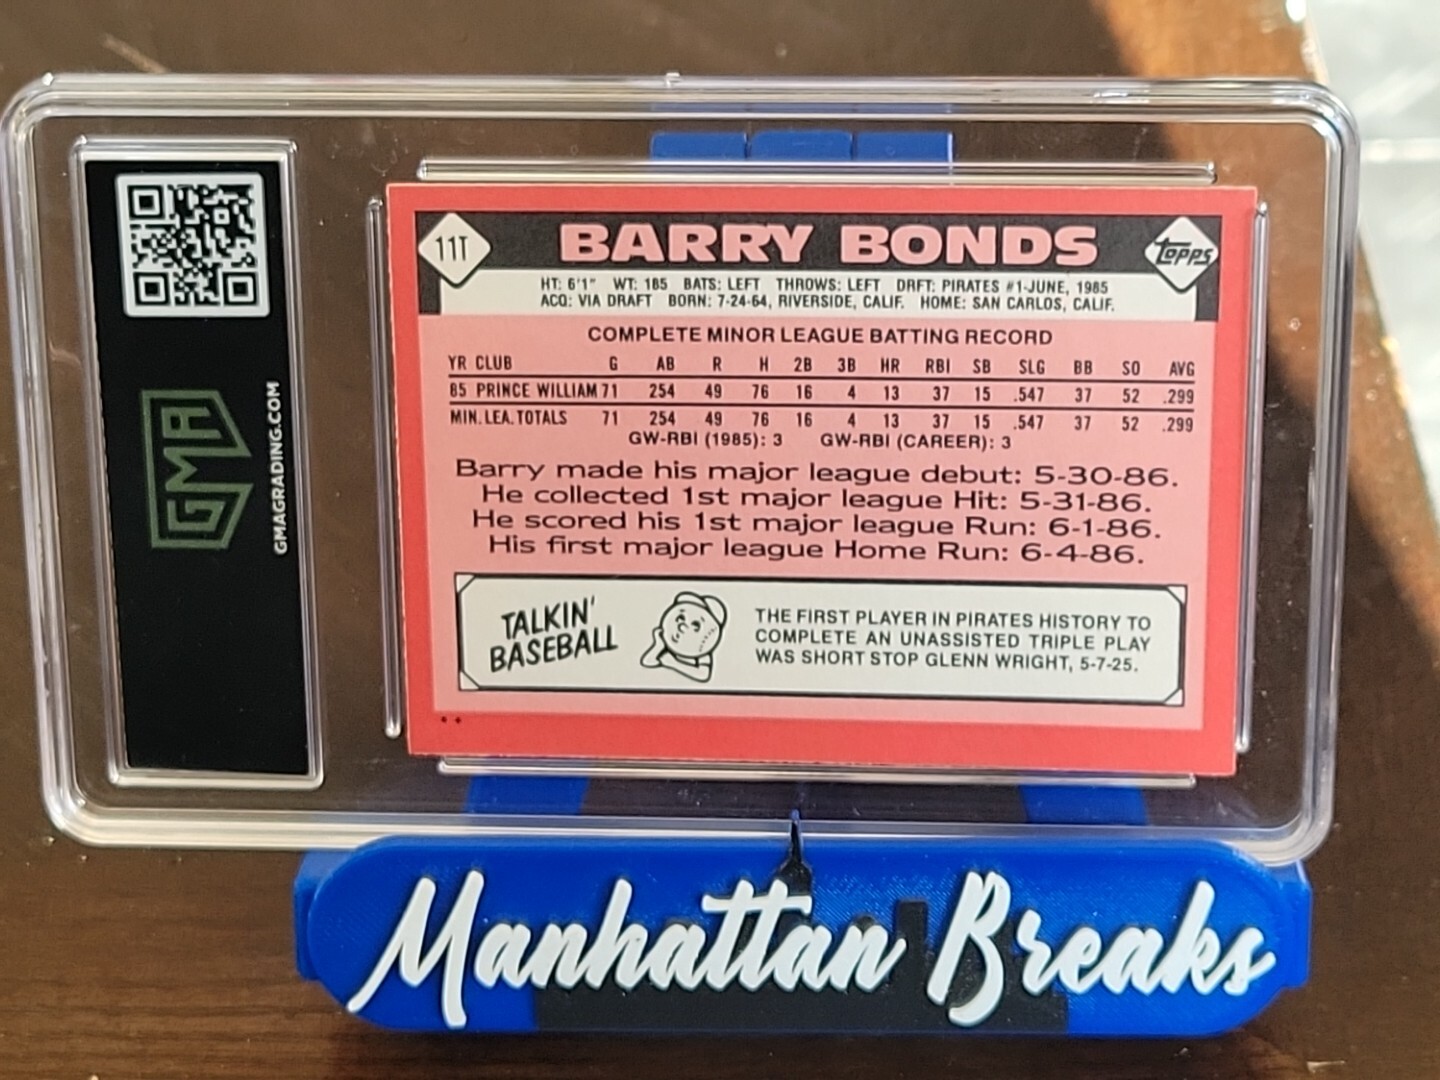 11T
BARRY BONDS
topps
HT: 6'1" WT: 185 BATS: LEFT THROWS: LEFT DRFT: PIRATES #1-JUNE, 1985
ACQ: VIA DRAFT BORN: 7-24-64, RIVERSIDE, CALIF. HOME: SAN CARLOS, CALIF.
COMPLETE MINOR LEAGUE BATTING RECORD
YR CLUB G AB R H 2B 3B HR RBI SB SLG BB SO AVG
85 PRINCE WILLIAM 71 254 49 76 16 4 13 37 15 .547 37 52 .299
MIN. LEA. TOTALS 71 254 49 76 16 4 13 37 15 .547 37 52 .299
GW-RBI (1985): 3 GW-RBI (CAREER): 3
Barry made his major league debut: 5-30-86.
He collected 1st major league Hit: 5-31-86.
He scored his 1st major league Run: 6-1-86.
His first major league Home Run: 6-4-86.
TALKIN'
BASEBALL
THE FIRST PLAYER IN PIRATES HISTORY TO
COMPLETE AN UNASSISTED TRIPLE PLAY
WAS SHORT STOP GLENN WRIGHT, 5-7-25.
GMA
GMAGRADING.COM
Manhattan Breaks